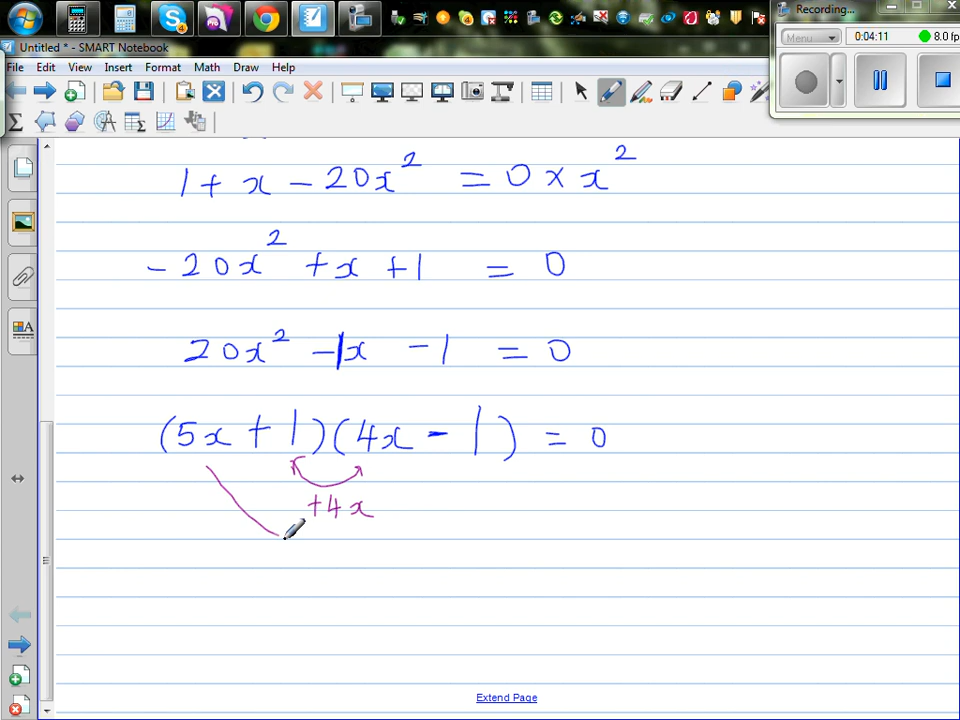 Recording...
Untitled * - SMART Notebook
Menu
0:04:11
8.0 fp
File Edit View Insert Format Math Draw Help
1 + x - 20x² = 0 × x²
- 20x² + x + 1 = 0
20x² - 1x - 1 = 0
(5x + 1)(4x - 1) = 0
+4x
Extend Page